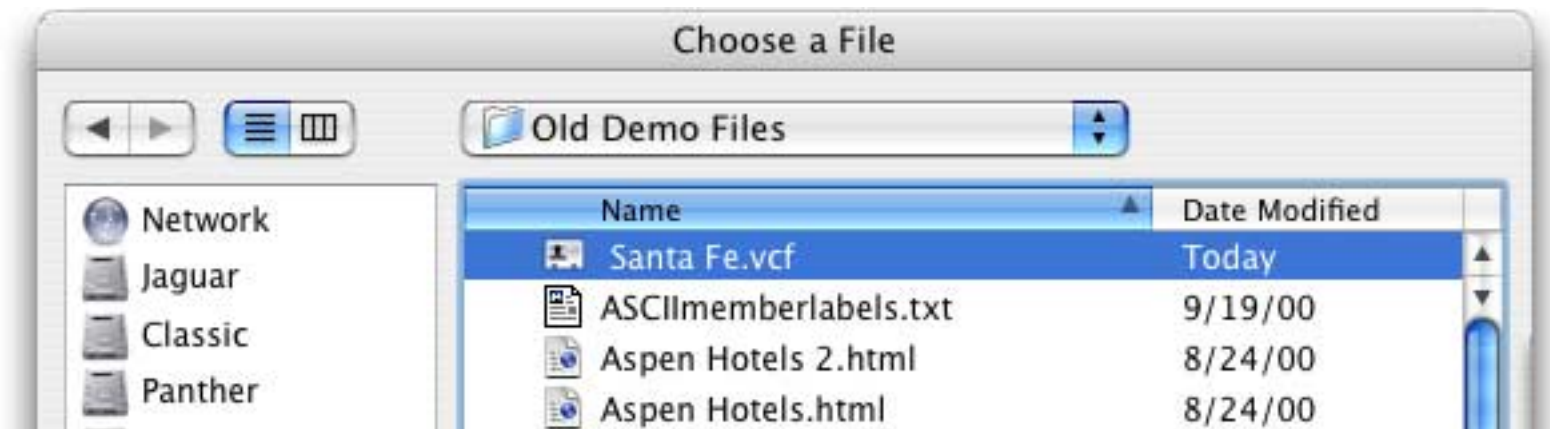 Choose a File
Old Demo Files
Network
Jaguar
Classic
Panther
Name Date Modified
Santa Fe.vcf Today
ASCIImemberlabels.txt 9/19/00
Aspen Hotels 2.html 8/24/00
Aspen Hotels.html 8/24/00